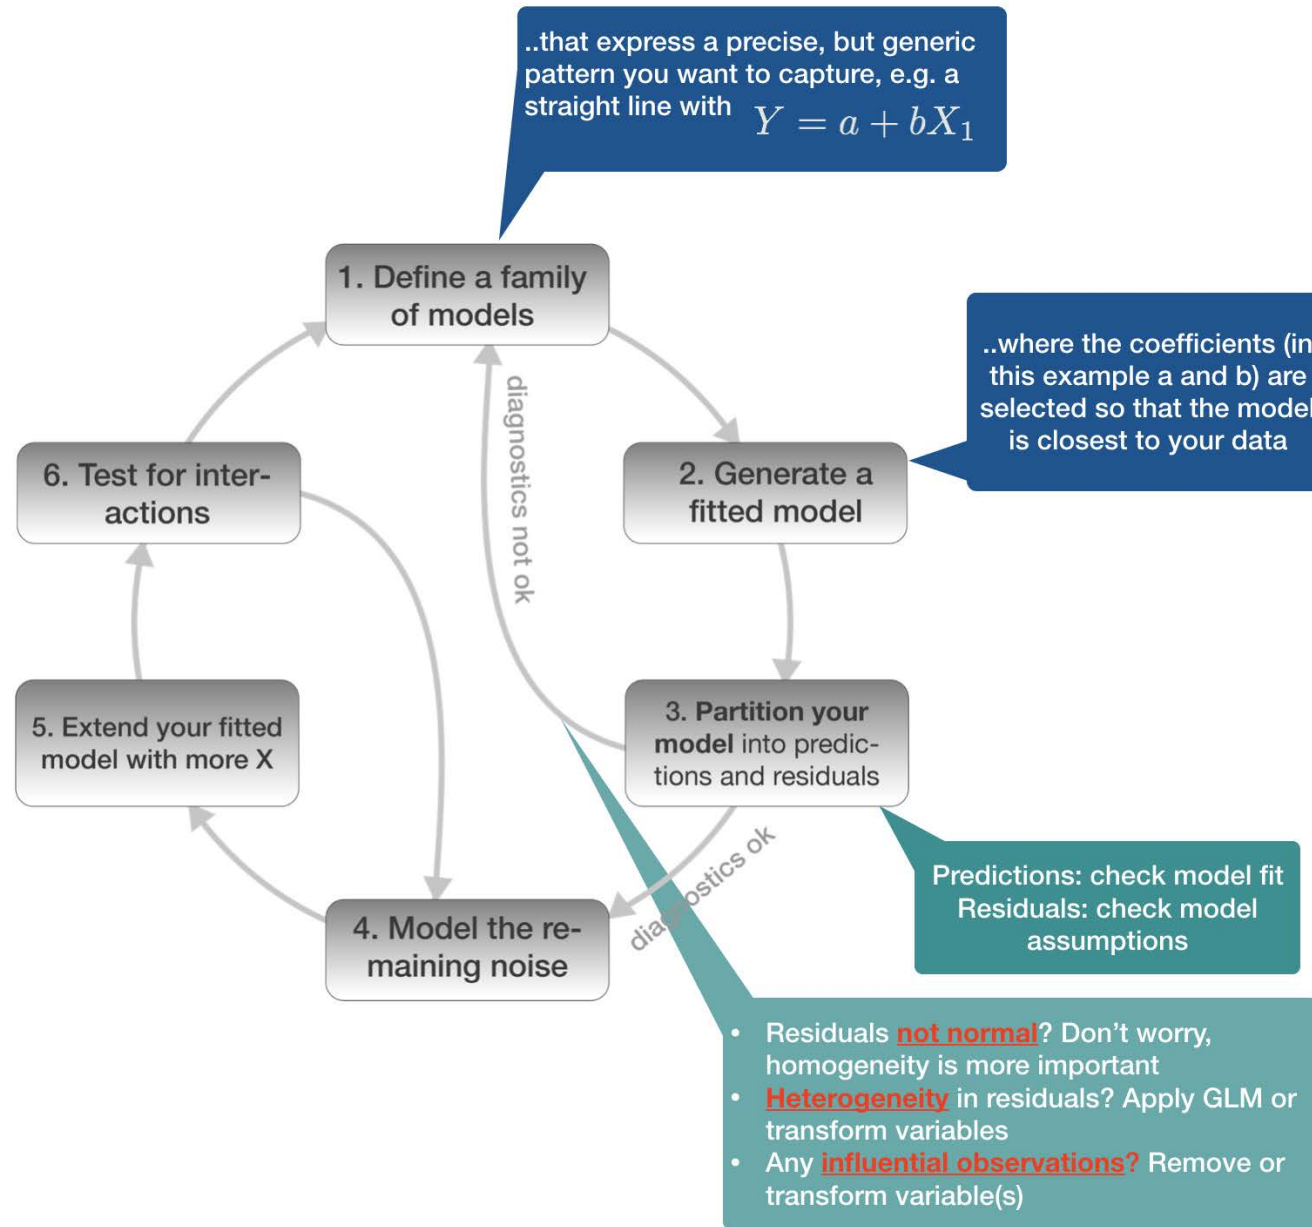 ..that express a precise, but generic
pattern you want to capture, e.g. a
straight line with Y = a + bX₁
1. Define a family
of models
diagnostics not ok
..where the coefficients (in
this example a and b) are
selected so that the model
is closest to your data
6. Test for inter-
actions
2. Generate a
fitted model
5. Extend your fitted
model with more X
3. Partition your
model into predic-
tions and residuals
diagnostics ok
4. Model the re-
maining noise
Predictions: check model fit
Residuals: check model
assumptions
• Residuals not normal? Don't worry,
homogeneity is more important
• Heterogeneity in residuals? Apply GLM or
transform variables
• Any influential observations? Remove or
transform variable(s)